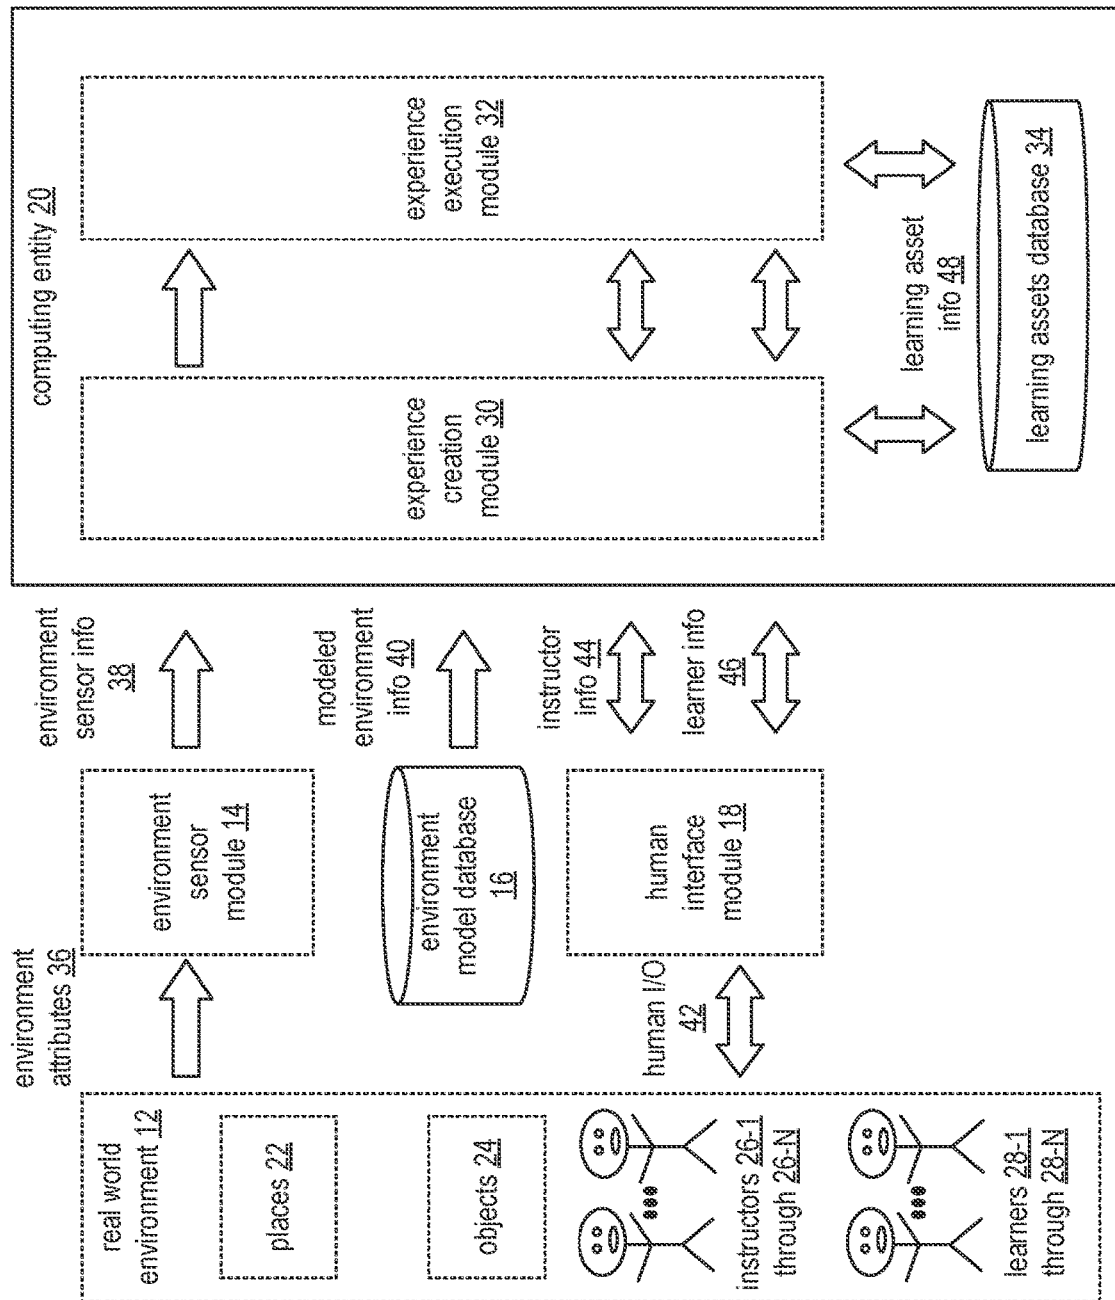 real world
environment 12
places 22
objects 24
instructors 26-1
through 26-N
learners 28-1
through 28-N
environment
attributes 36
human I/O
42
environment
sensor
module 14
environment
model database
16
human
interface
module 18
environment
sensor info
38
modeled
environment
info 40
instructor
info 44
learner info
46
computing entity 20
experience
creation
module 30
experience
execution
module 32
learning asset
info 48
learning assets database 34